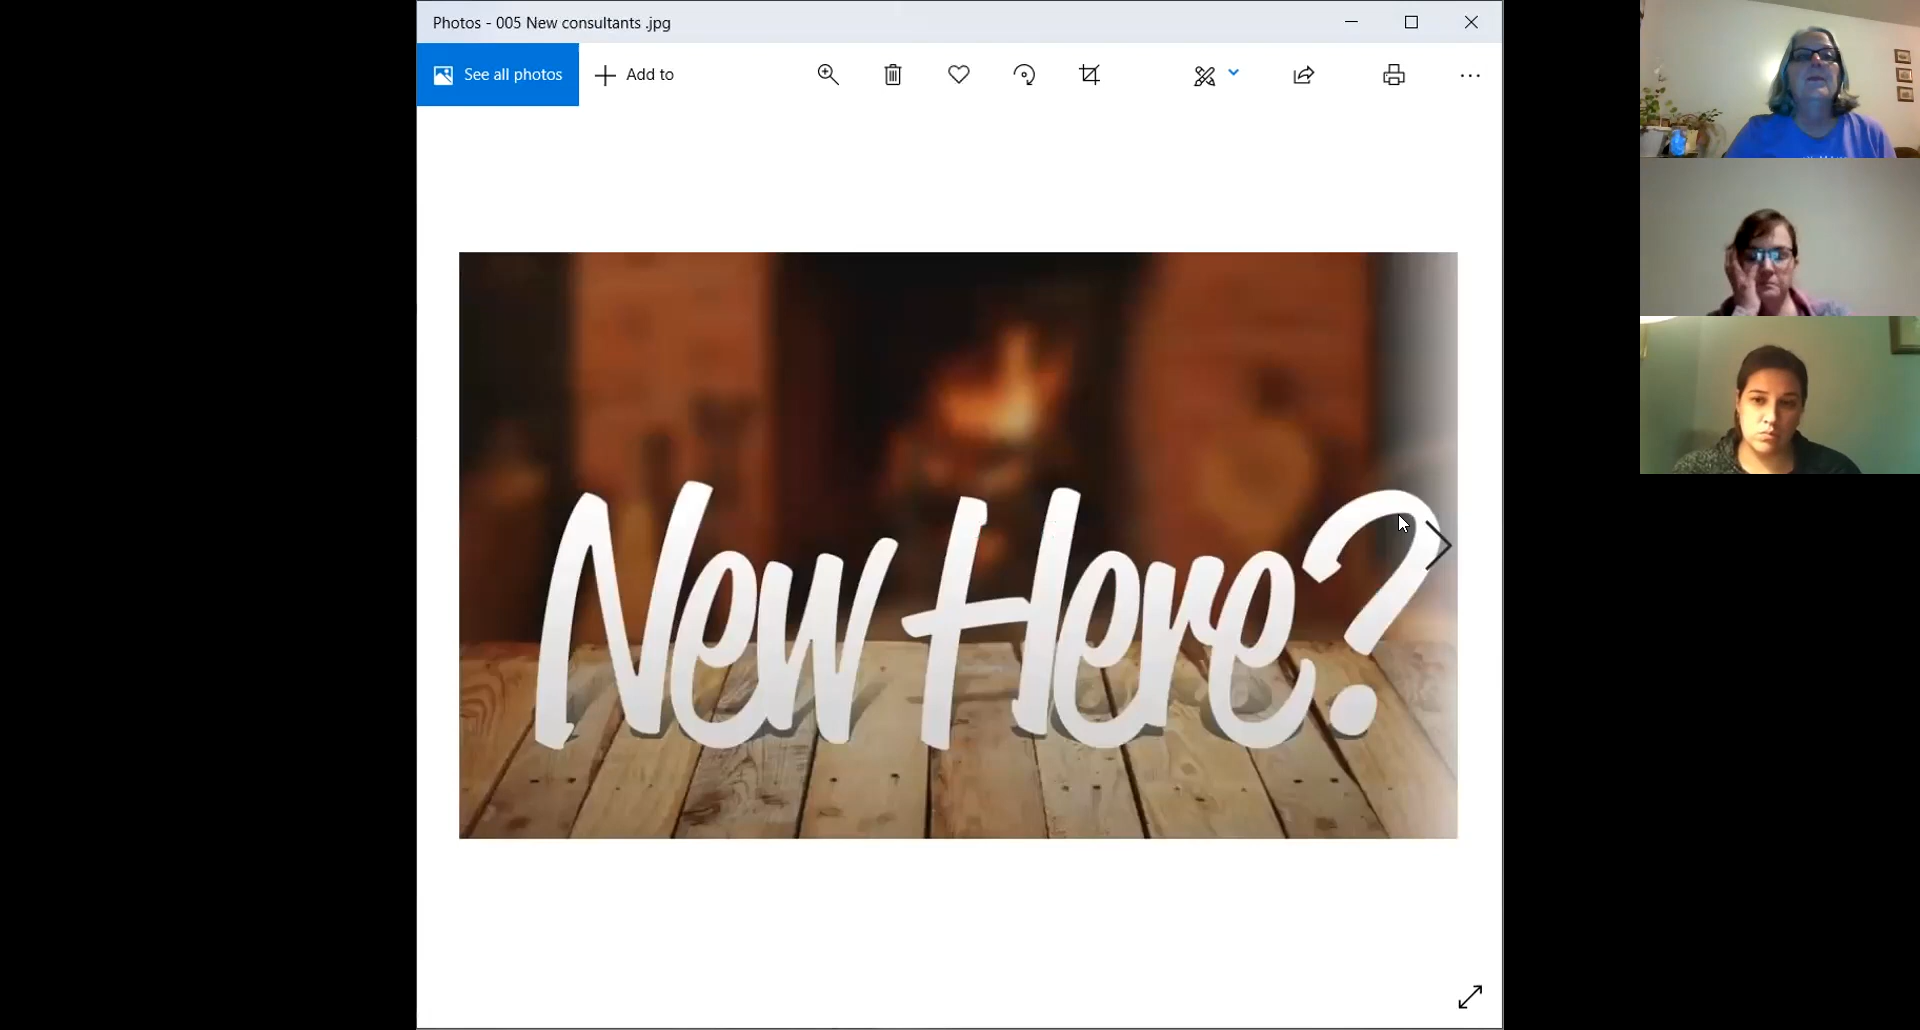 Photos - 005 New consultants .jpg
See all photos
Add to
New Here?